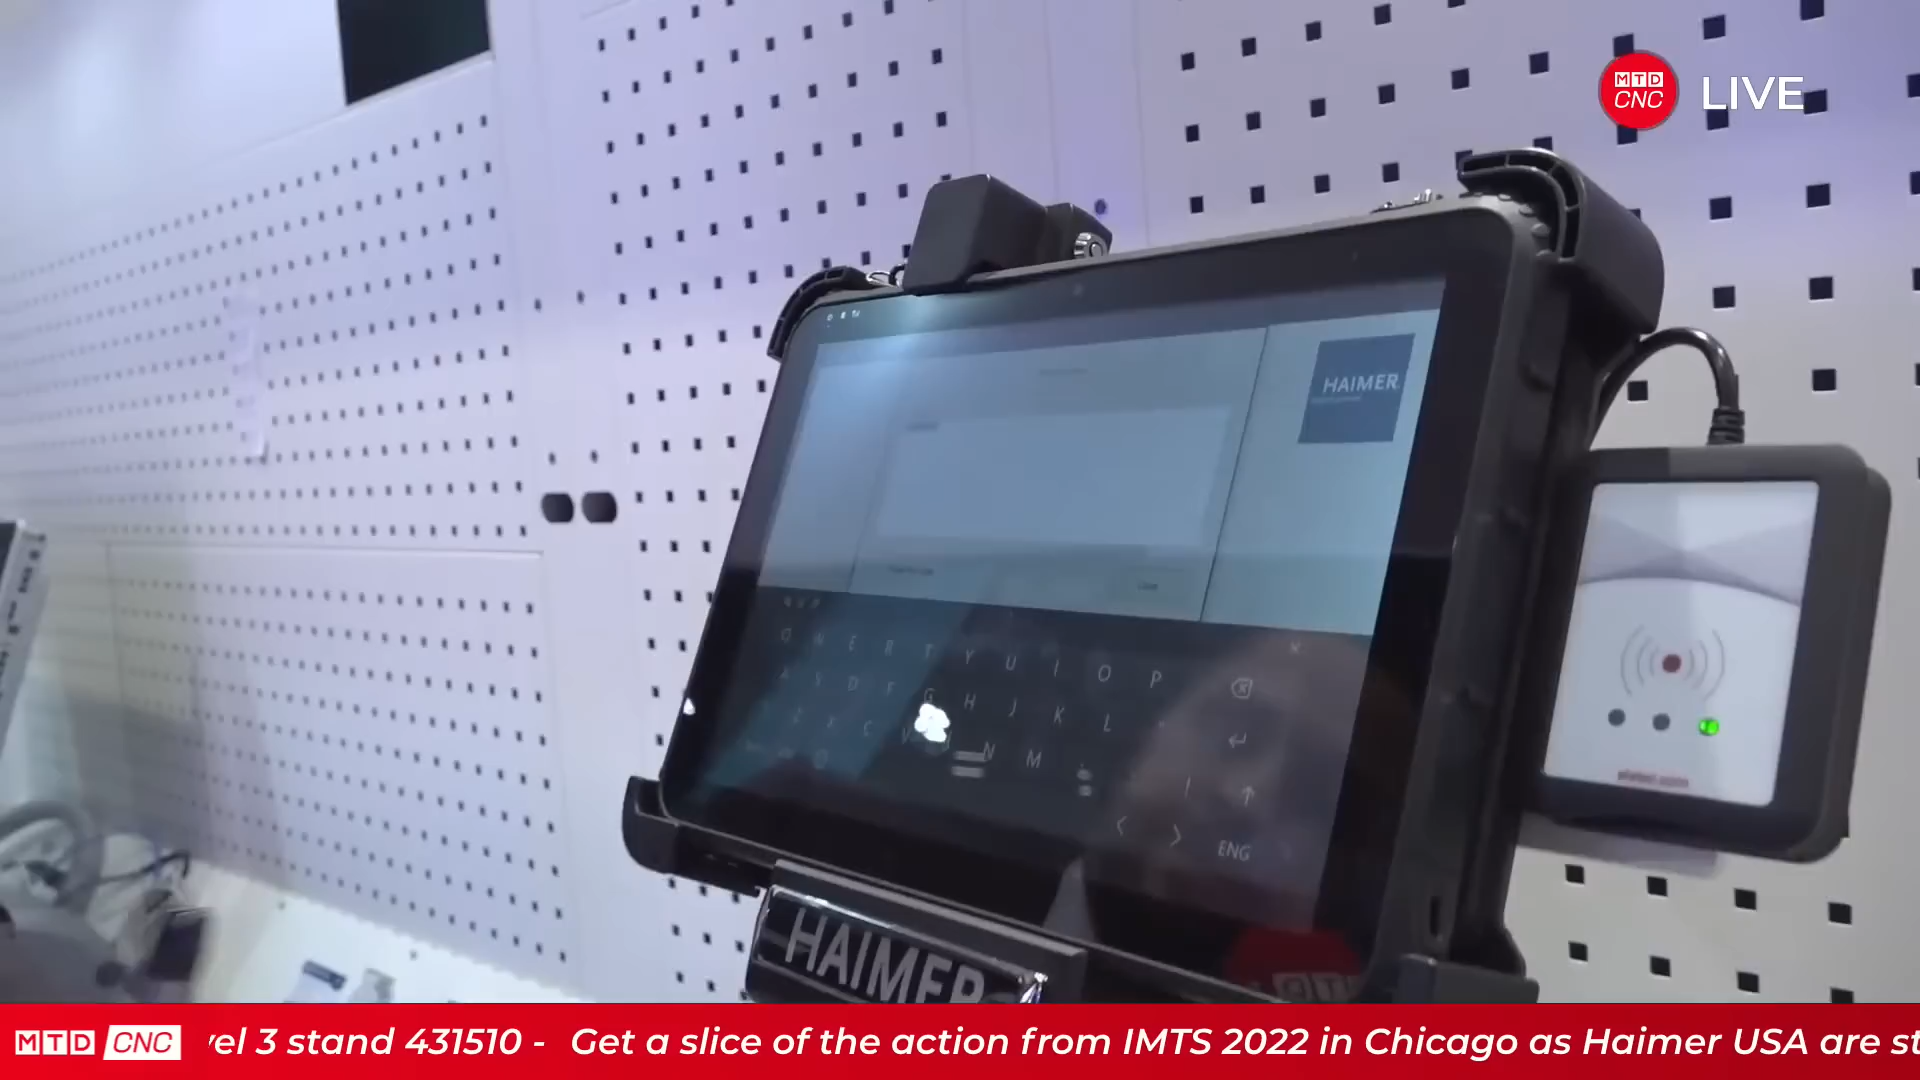 MTD
CNC
LIVE
HAIMER
Q W E R T Y U I O P
A S D F G H J K L
Z X C V N M
ENG
HAIMER
MTD CNC
vel 3 stand 431510 - Get a slice of the action from IMTS 2022 in Chicago as Haimer USA are st